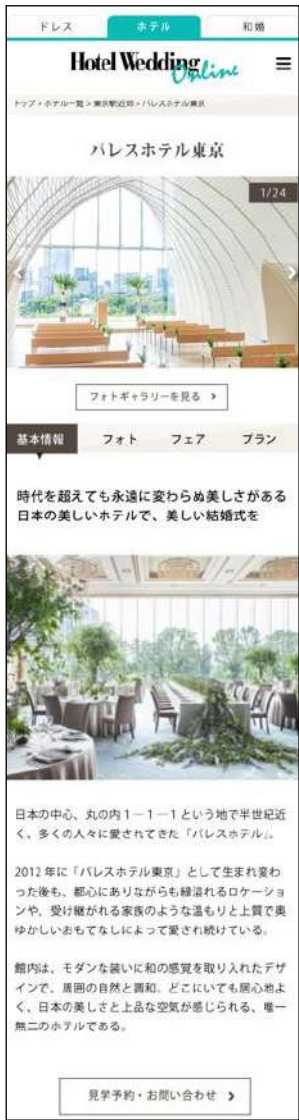 ドレス
ホテル
和婚
Hotel Wedding Online
トップ > ホテル一覧 > 東京駅近郊 > パレスホテル東京
パレスホテル東京
1/24
フォトギャラリーを見る >
基本情報
フォト
フェア
プラン
時代を超えても永遠に変わらぬ美しさがある
日本の美しいホテルで、美しい結婚式を
日本の中心、丸の内1―1―1という地で半世紀近
く、多くの人々に愛されてきた「パレスホテル」。
2012年に「パレスホテル東京」として生まれ変わ
った後も、都心にありながらも緑溢れるロケーショ
ンや、受け継がれる家族のような温もりと上質で奥
ゆかしいおもてなしによって愛され続けている。
館内は、モダンな装いに和の感覚を取り入れたデザ
インで、周囲の自然と調和。どこにいても居心地よ
く、日本の美しさと上品な空気が感じられる、唯一
無二のホテルである。
見学予約・お問い合わせ >